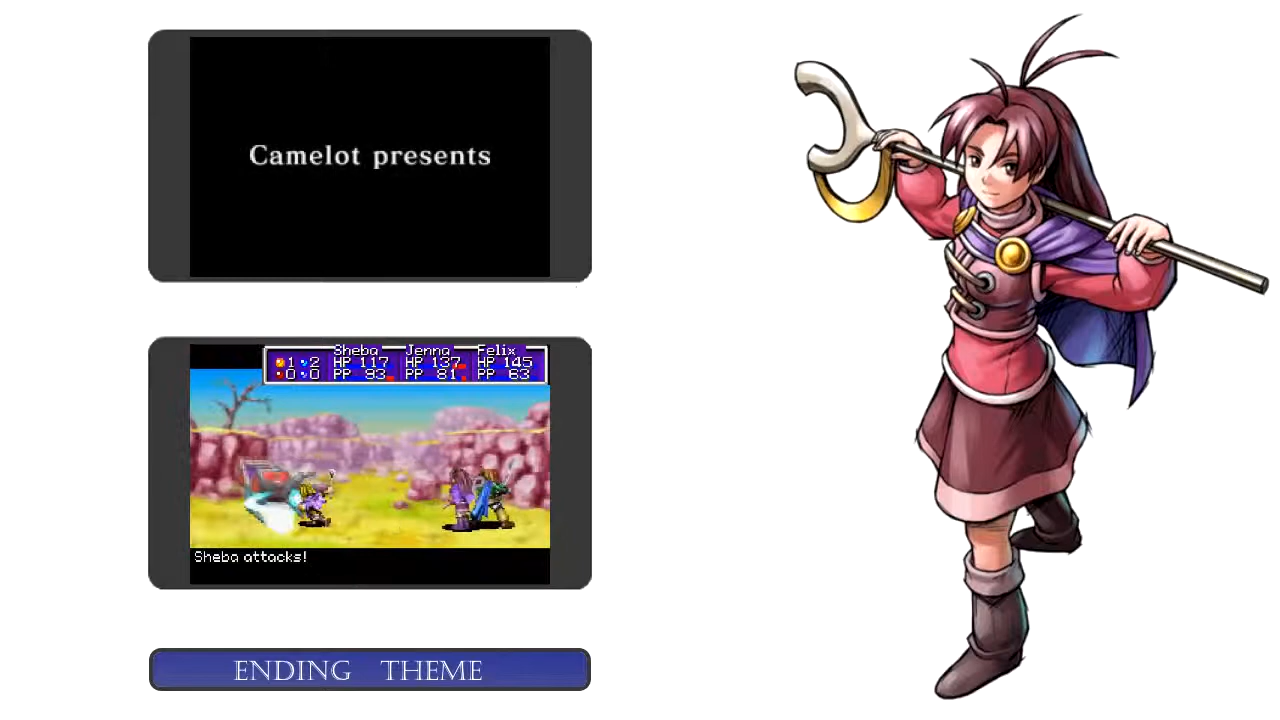 Camelot presents
Sheba Jenna Felix
1 2 HP 117 HP 137 HP 145
0 0 PP 93 PP 81 PP 63
Sheba attacks!
ENDING THEME